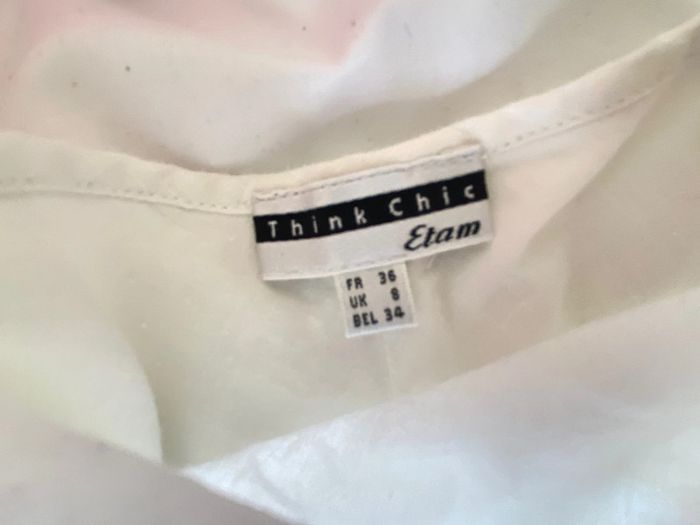 Think Chic
Etam
FR 36
UK 8
BEL 34